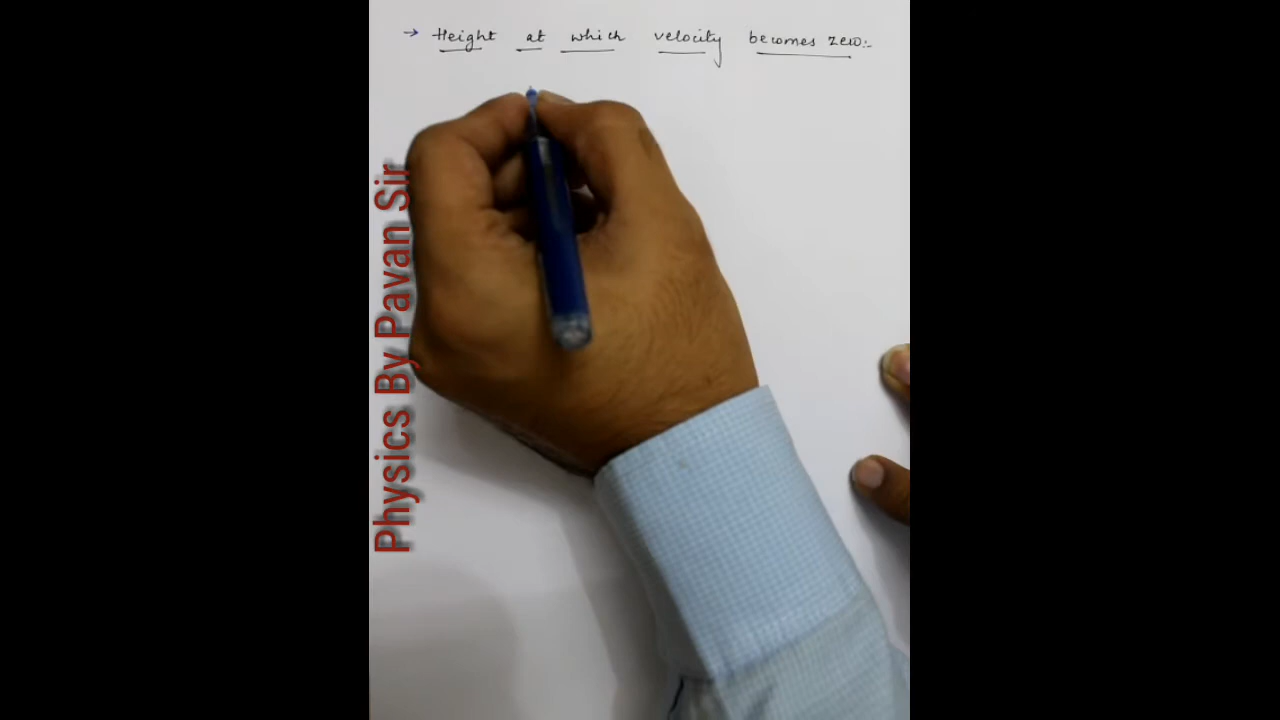 → Height at which velocity becomes zero:-
Physics By Pavan Sir